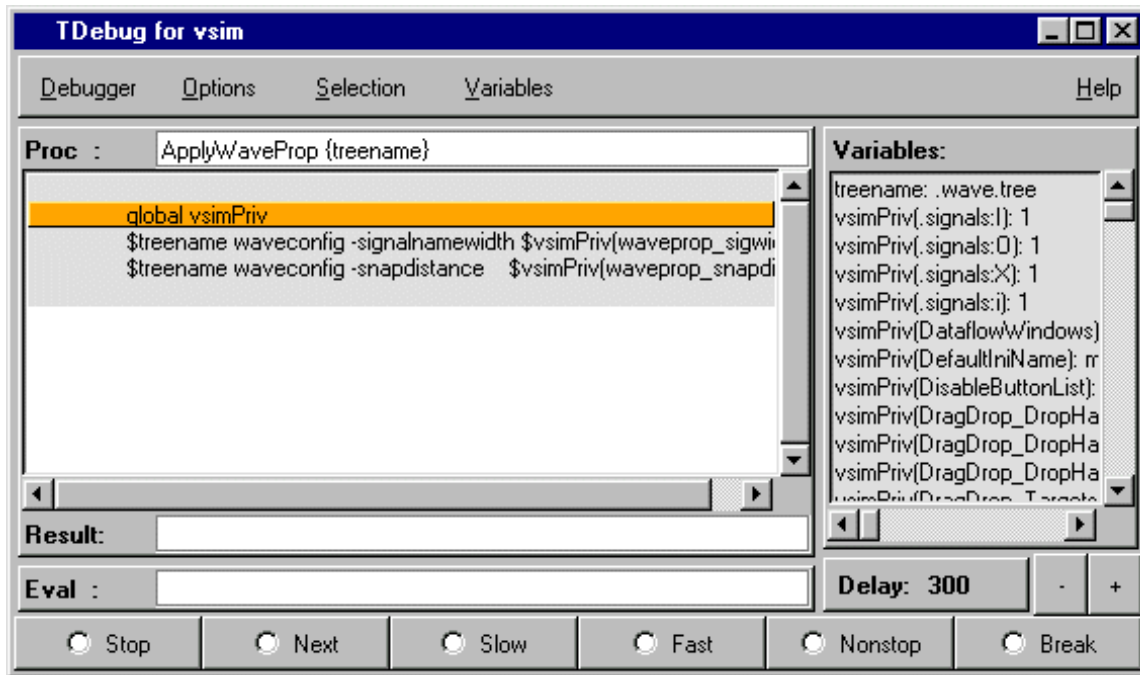 TDebug for vsim
Debugger Options Selection Variables Help
Proc : ApplyWaveProp {treename}
global vsimPriv
$treename waveconfig -signalnamewidth $vsimPriv(waveprop_sigwi
$treename waveconfig -snapdistance $vsimPriv(waveprop_snapdi
Result:
Eval :
Variables:
treename: .wave.tree
vsimPriv(.signals:I): 1
vsimPriv(.signals:O): 1
vsimPriv(.signals:X): 1
vsimPriv(.signals:i): 1
vsimPriv(DataflowWindows)
vsimPriv(DefaultIniName): m
vsimPriv(DisableButtonList):
vsimPriv(DragDrop_DropHa
vsimPriv(DragDrop_DropHa
vsimPriv(DragDrop_DropHa
vsimPriv(DragDrop_Targets
Delay: 300 - +
Stop Next Slow Fast Nonstop Break